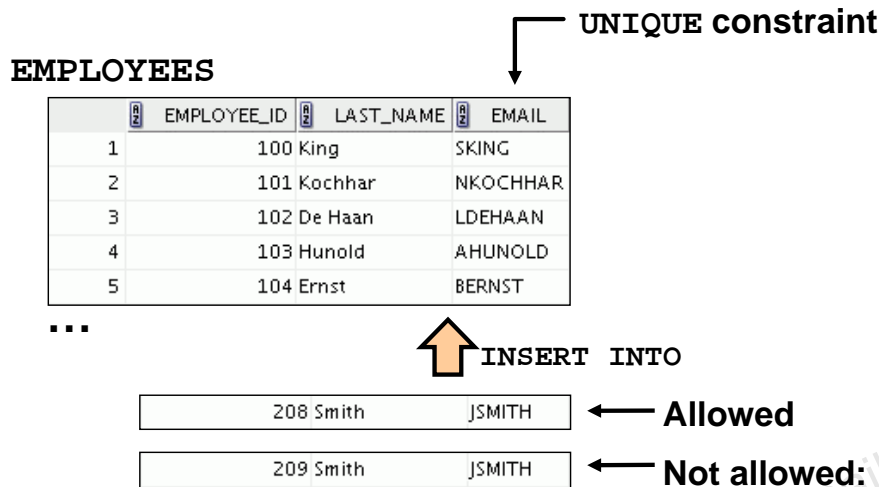 UNIQUE constraint
EMPLOYEES
EMPLOYEE_ID LAST_NAME EMAIL
1 100 King SKING
2 101 Kochhar NKOCHHAR
3 102 De Haan LDEHAAN
4 103 Hunold AHUNOLD
5 104 Ernst BERNST
...
INSERT INTO
208 Smith JSMITH Allowed
209 Smith JSMITH Not allowed: